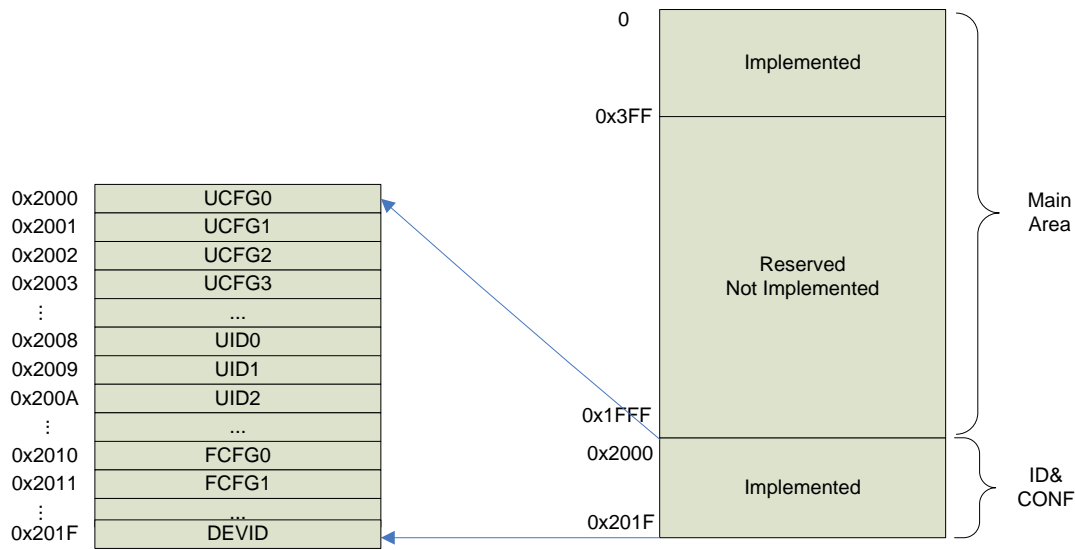 0x2000 UCFG0
0x2001 UCFG1
0x2002 UCFG2
0x2003 UCFG3
⋮ ...
0x2008 UID0
0x2009 UID1
0x200A UID2
⋮ ...
0x2010 FCFG0
0x2011 FCFG1
⋮ ...
0x201F DEVID
0
Implemented
0x3FF
Reserved
Not Implemented
0x1FFF
0x2000
Implemented
0x201F
Main
Area
ID&
CONF